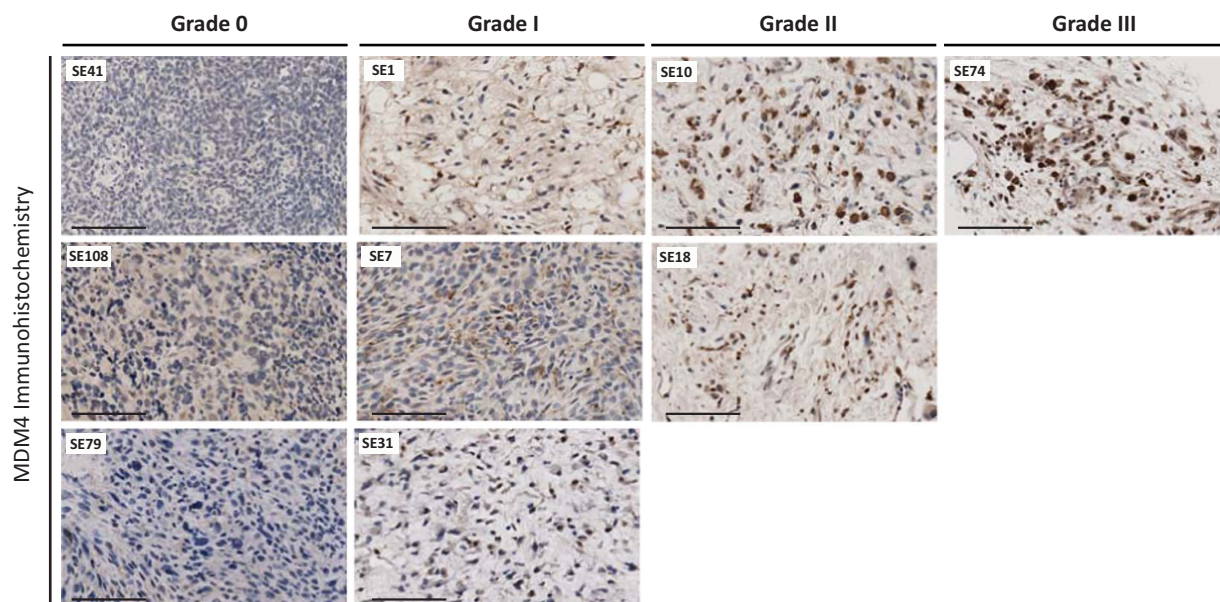 Grade 0
Grade I
Grade II
Grade III
MDM4 Immunohistochemistry
SE41
SE1
SE10
SE74
SE108
SE7
SE18
SE79
SE31